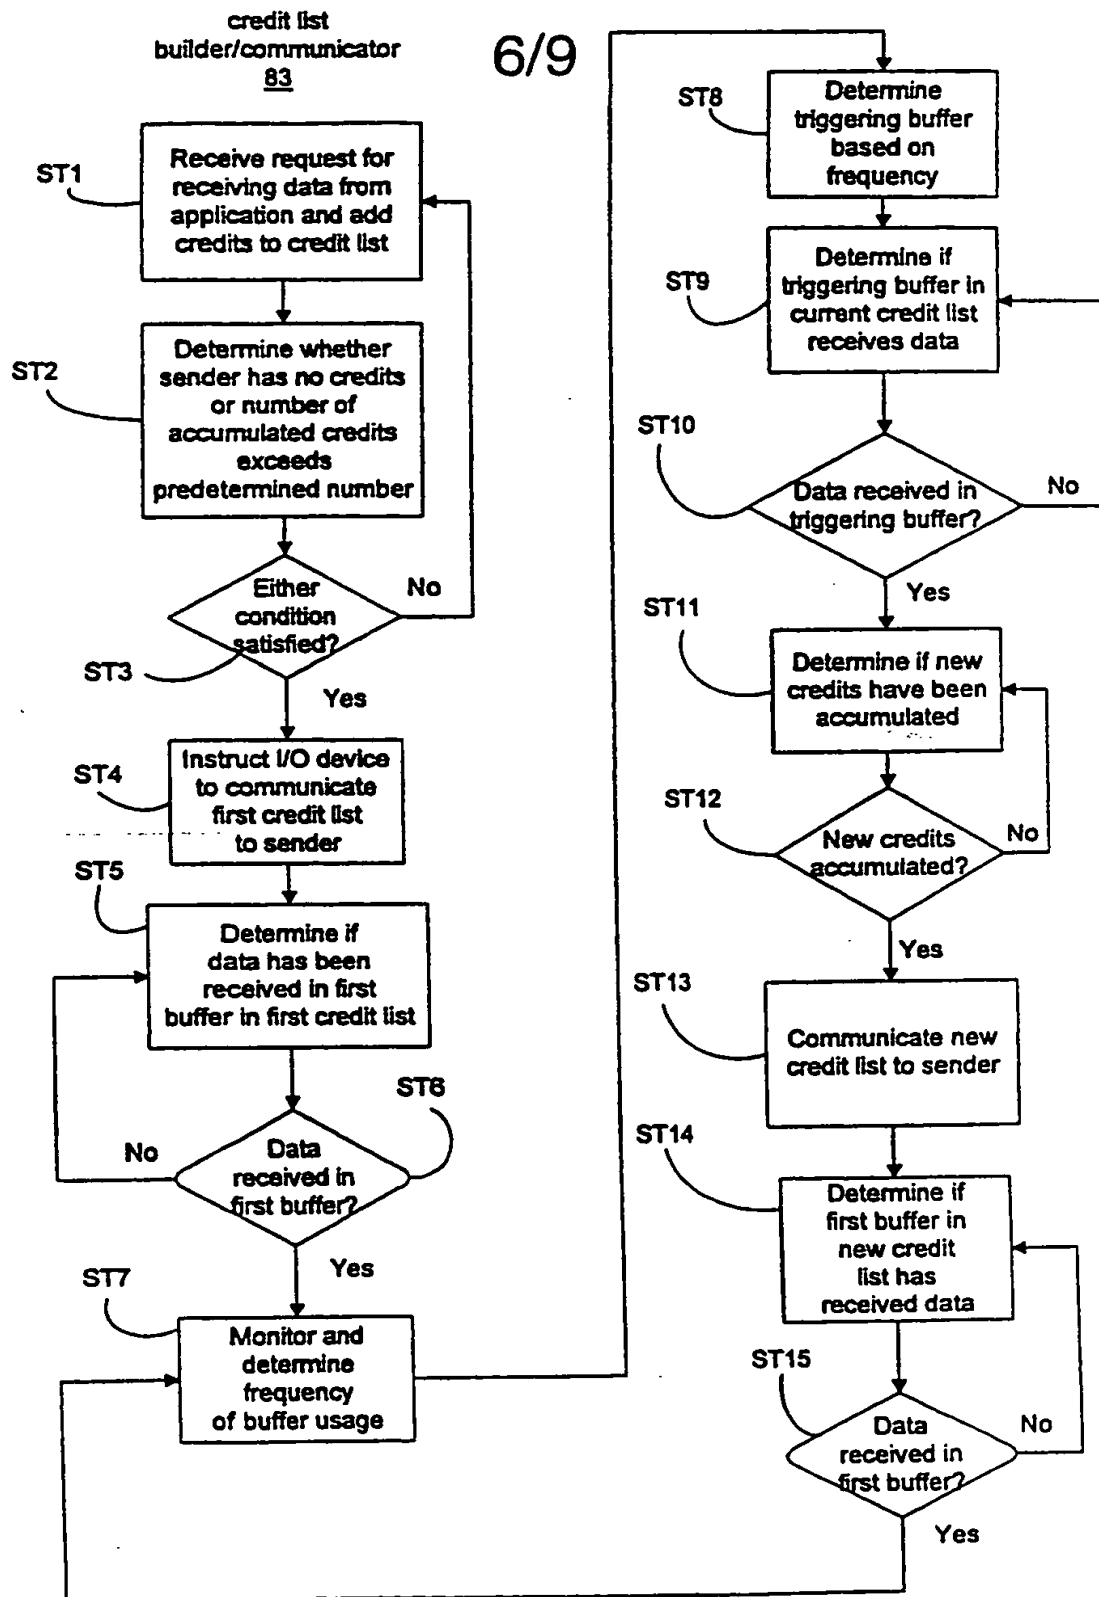 credit list
builder/communicator
83
6/9
ST1
Receive request for
receiving data from
application and add
credits to credit list
ST2
Determine whether
sender has no credits
or number of
accumulated credits
exceeds
predetermined number
Either
condition
satisfied?
No
ST3
Yes
ST4
Instruct I/O device
to communicate
first credit list
to sender
ST5
Determine if
data has been
received in first
buffer in first credit list
ST6
No
Data
received in
first buffer?
Yes
ST7
Monitor and
determine
frequency
of buffer usage
ST8
Determine
triggering buffer
based on
frequency
ST9
Determine if
triggering buffer in
current credit list
receives data
ST10
Data received in
triggering buffer?
No
Yes
ST11
Determine if new
credits have been
accumulated
ST12
New credits
accumulated?
No
Yes
ST13
Communicate new
credit list to sender
ST14
Determine if
first buffer in
new credit
list has
received data
ST15
Data
received in
first buffer?
No
Yes